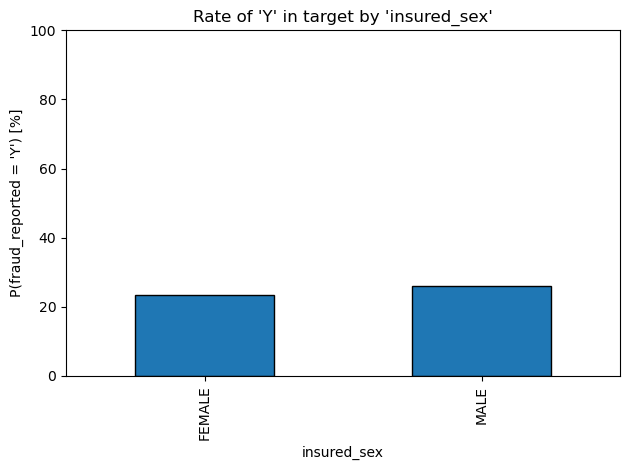 Rate of 'Y' in target by 'insured_sex'
P(fraud_reported = 'Y') [%]
100
80
60
40
20
0
FEMALE
MALE
insured_sex